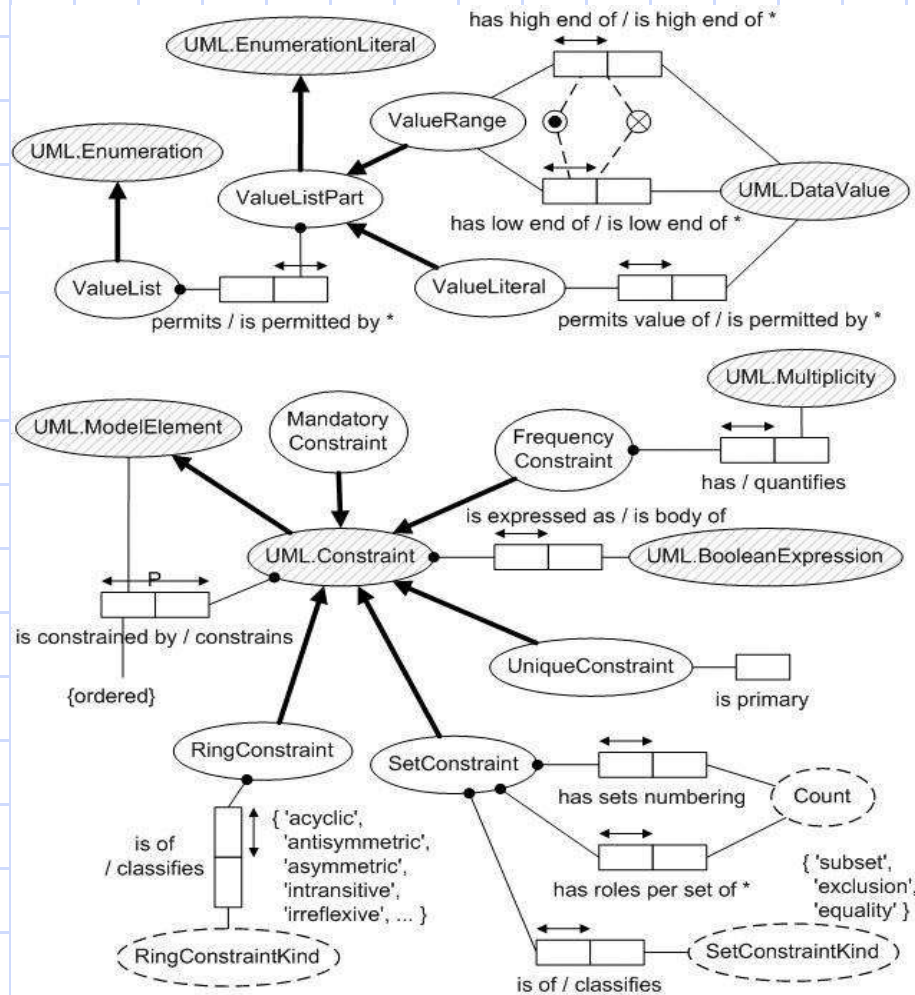 has high end of / is high end of *
UML.EnumerationLiteral
ValueRange
UML.Enumeration
ValueListPart
UML.DataValue
has low end of / is low end of *
ValueList
ValueLiteral
permits / is permitted by *
permits value of / is permitted by *
UML.Multiplicity
UML.ModelElement
Mandatory
Constraint
Frequency
Constraint
has / quantifies
is expressed as / is body of
UML.Constraint
UML.BooleanExpression
P
is constrained by / constrains
UniqueConstraint
is primary
{ordered}
RingConstraint
SetConstraint
has sets numbering
Count
is of
/ classifies
{ 'acyclic',
'antisymmetric',
'asymmetric',
'intransitive',
'irreflexive', ... }
has roles per set of *
{ 'subset',
'exclusion',
'equality' }
RingConstraintKind
SetConstraintKind
is of / classifies